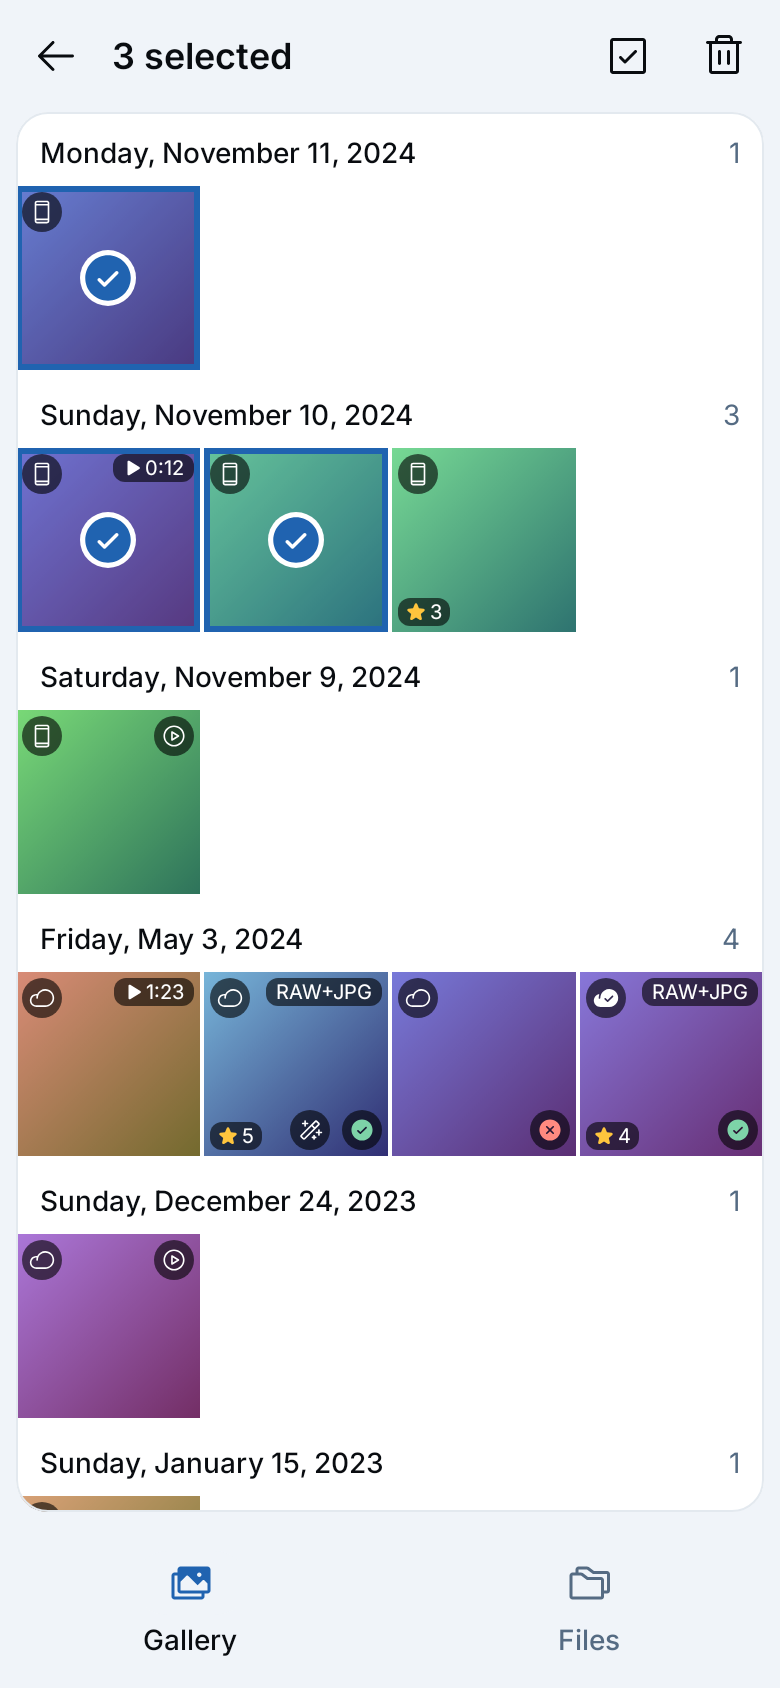 3 selected
Monday, November 11, 2024 1
Sunday, November 10, 2024 3
0:12
3
Saturday, November 9, 2024 1
Friday, May 3, 2024 4
1:23 RAW+JPG RAW+JPG
5 4
Sunday, December 24, 2023 1
Sunday, January 15, 2023 1
Gallery Files